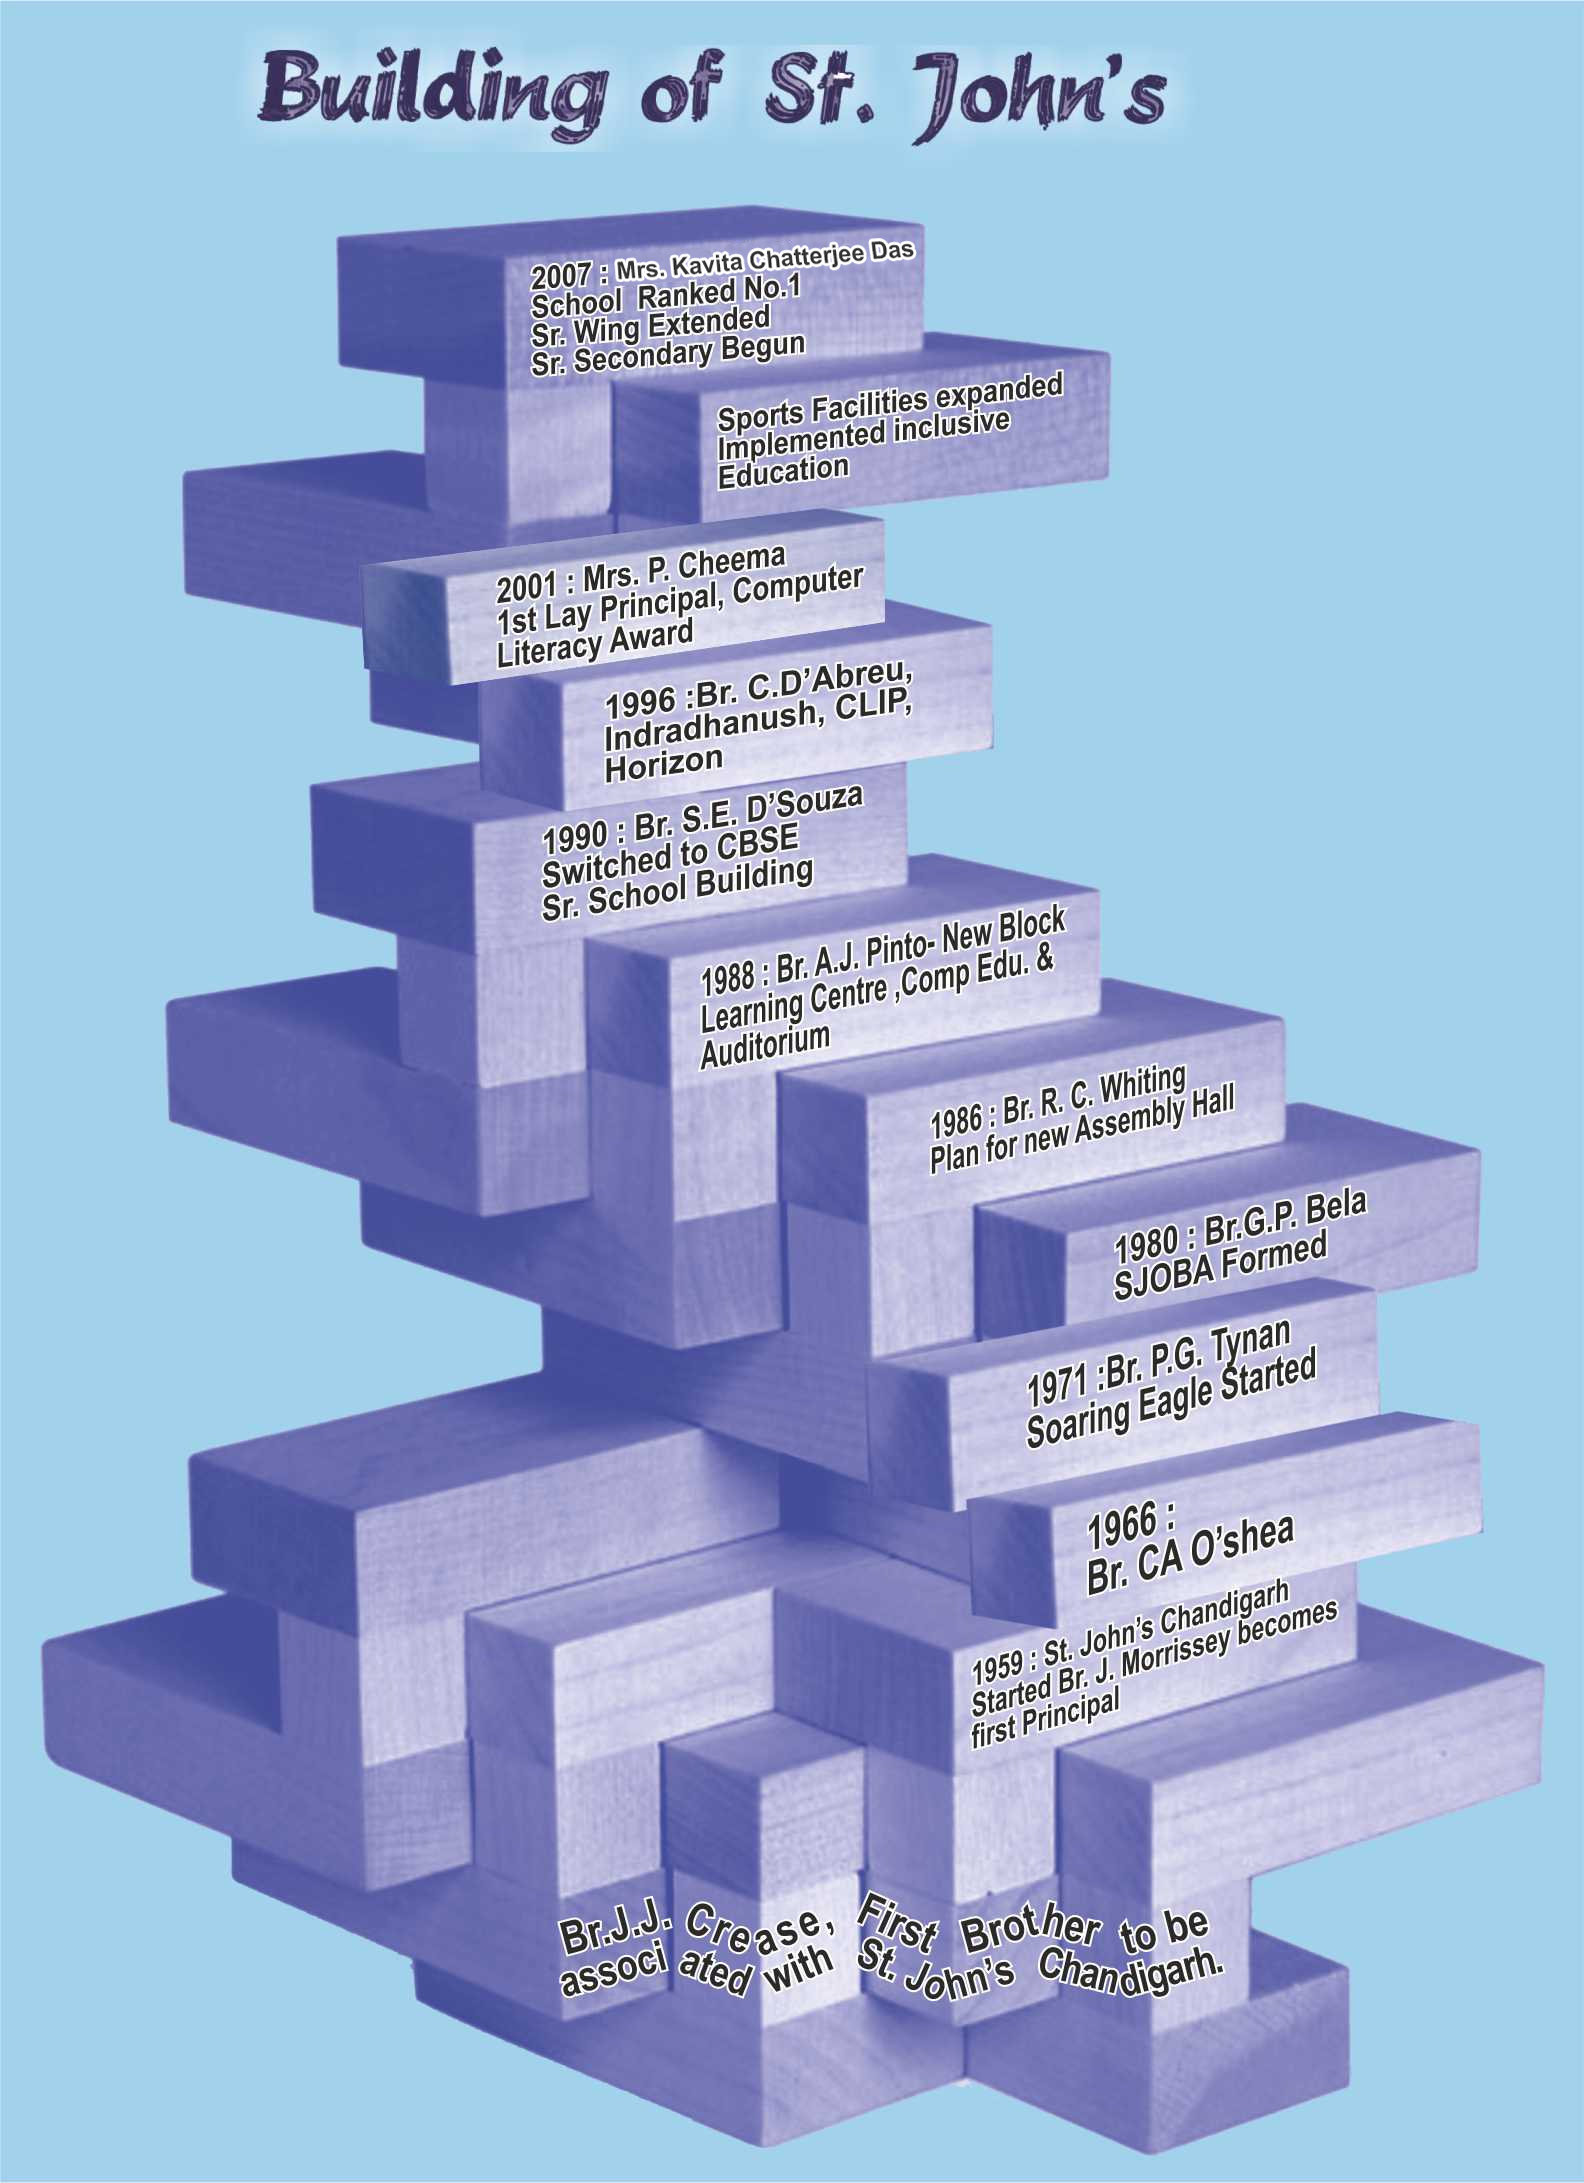 Building of St. John's
2007 : Mrs. Kavita Chatterjee Das
School Ranked No.1
Sr. Wing Extended
Sr. Secondary Begun
Sports Facilities expanded
Implemented inclusive
Education
2001 : Mrs. P. Cheema
1st Lay Principal, Computer
Literacy Award
1996 :Br. C.D'Abreu,
Indradhanush, CLIP,
Horizon
1990 : Br. S.E. D'Souza
Switched to CBSE
Sr. School Building
1988 : Br. A.J. Pinto- New Block
Learning Centre ,Comp Edu. &
Auditorium
1986 : Br. R. C. Whiting
Plan for new Assembly Hall
1980 : Br.G.P. Bela
SJOBA Formed
1971 :Br. P.G. Tynan
Soaring Eagle Started
1966 :
Br. CA O'shea
1959 : St. John's Chandigarh
Started Br. J. Morrissey becomes
first Principal
Br.J.J. Crease, First Brother to be
associ ated with St. John's Chandigarh.